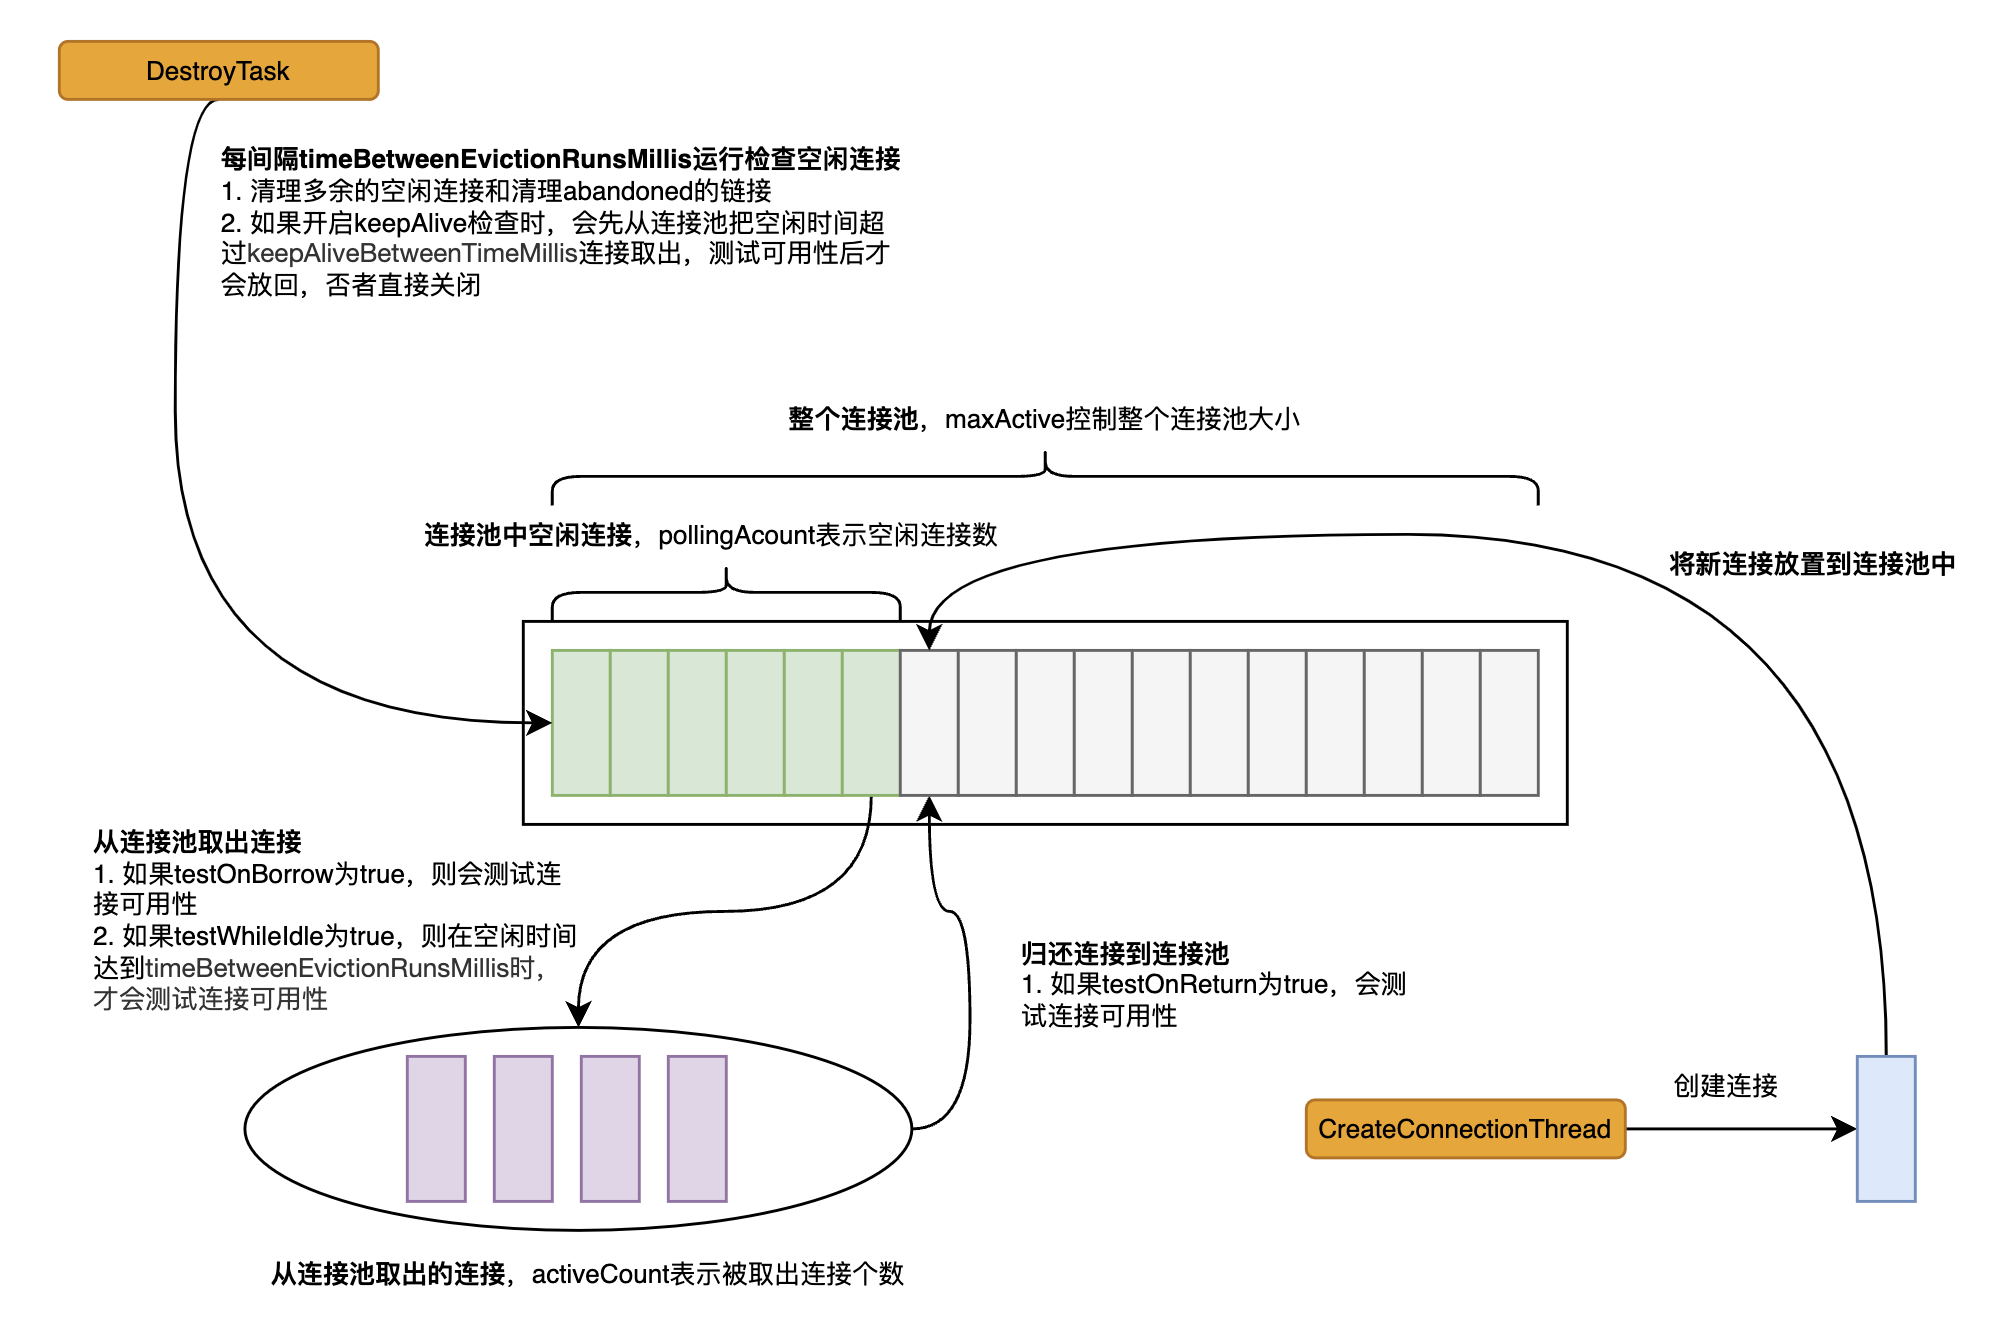 DestroyTask
每间隔timeBetweenEvictionRunsMillis运行检查空闲连接
1. 清理多余的空闲连接和清理abandoned的链接
2. 如果开启keepAlive检查时，会先从连接池把空闲时间超
过keepAliveBetweenTimeMillis连接取出，测试可用性后才
会放回，否者直接关闭
整个连接池，maxActive控制整个连接池大小
连接池中空闲连接，pollingAcount表示空闲连接数
将新连接放置到连接池中
从连接池取出连接
1. 如果testOnBorrow为true，则会测试连
接可用性
2. 如果testWhileIdle为true，则在空闲时间
达到timeBetweenEvictionRunsMillis时，
才会测试连接可用性
归还连接到连接池
1. 如果testOnReturn为true，会测
试连接可用性
创建连接
CreateConnectionThread
从连接池取出的连接，activeCount表示被取出连接个数